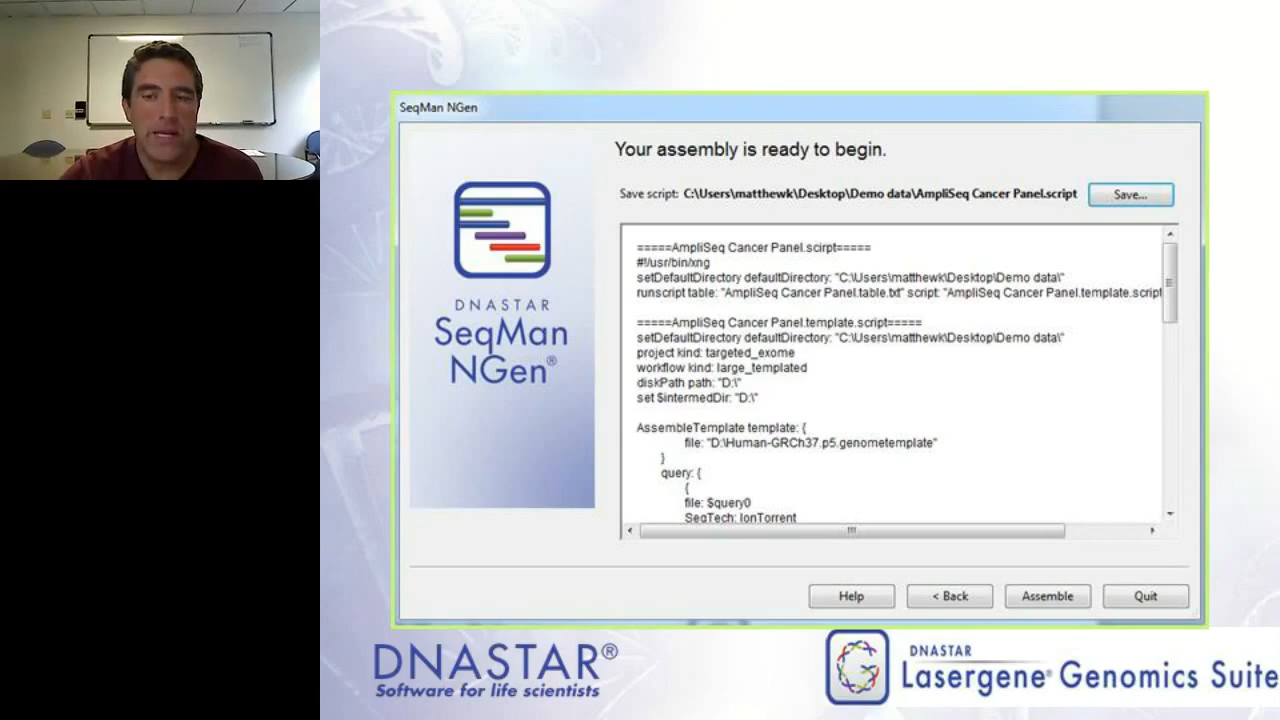 SeqMan NGen
Your assembly is ready to begin.
Save script: C:\Users\matthewk\Desktop\Demo data\AmpliSeq Cancer Panel.script
Save...
=====AmpliSeq Cancer Panel.scirpt=====
#!/usr/bin/xng
setDefaultDirectory defaultDirectory: "C:\Users\matthewk\Desktop\Demo data\"
runscript table: "AmpliSeq Cancer Panel.table.txt" script: "AmpliSeq Cancer Panel.template.script
=====AmpliSeq Cancer Panel.template.script=====
setDefaultDirectory defaultDirectory: "C:\Users\matthewk\Desktop\Demo data\"
project kind: targeted_exome
workflow kind: large_templated
diskPath path: "D:\"
set $intermedDir: "D:\"
AssembleTemplate template: {
file: "D:\Human-GRCh37.p5.genometemplate"
}
query: {
{
file: $query0
SeqTech: IonTorrent
DNASTAR
SeqMan
NGen®
Help
< Back
Assemble
Quit
DNASTAR®
Software for life scientists
DNASTAR
Lasergene® Genomics Suite